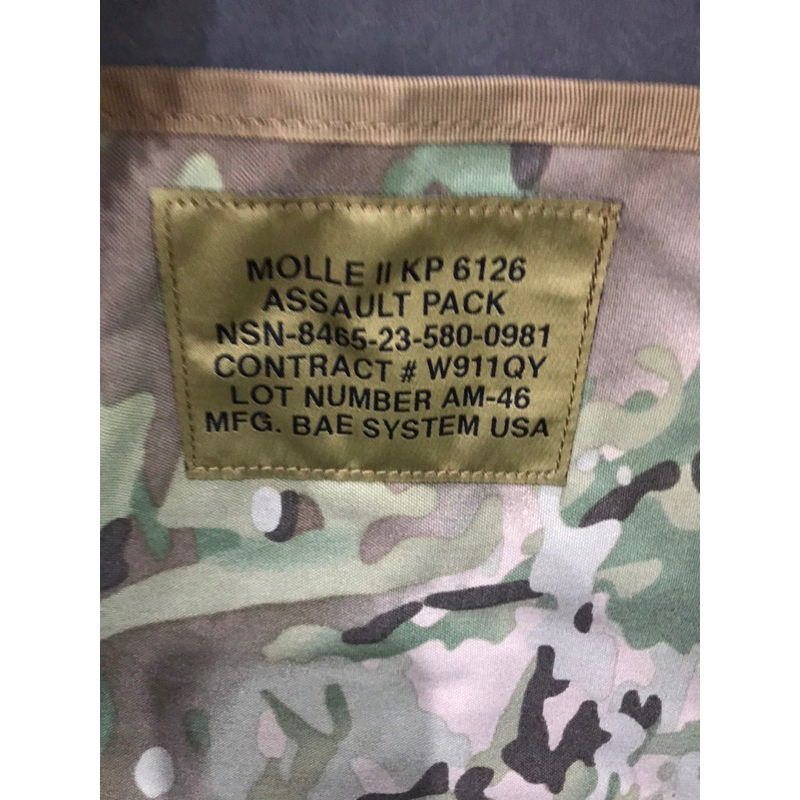 MOLLE II KP 6126
ASSAULT PACK
NSN-8465-23-580-0981
CONTRACT # W911QY
LOT NUMBER AM-46
MFG. BAE SYSTEM USA